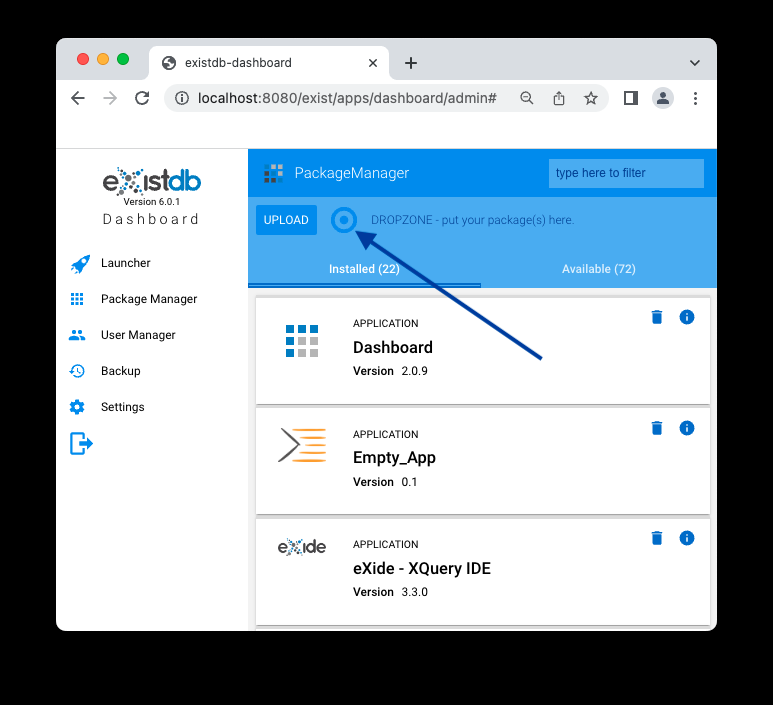 existdb-dashboard
localhost:8080/exist/apps/dashboard/admin#
existdb
Version 6.0.1
Dashboard
Launcher
Package Manager
User Manager
Backup
Settings
PackageManager
type here to filter
UPLOAD
DROPZONE - put your package(s) here.
Installed (22)
Available (72)
APPLICATION
Dashboard
Version 2.0.9
APPLICATION
Empty_App
Version 0.1
eXide
APPLICATION
eXide - XQuery IDE
Version 3.3.0